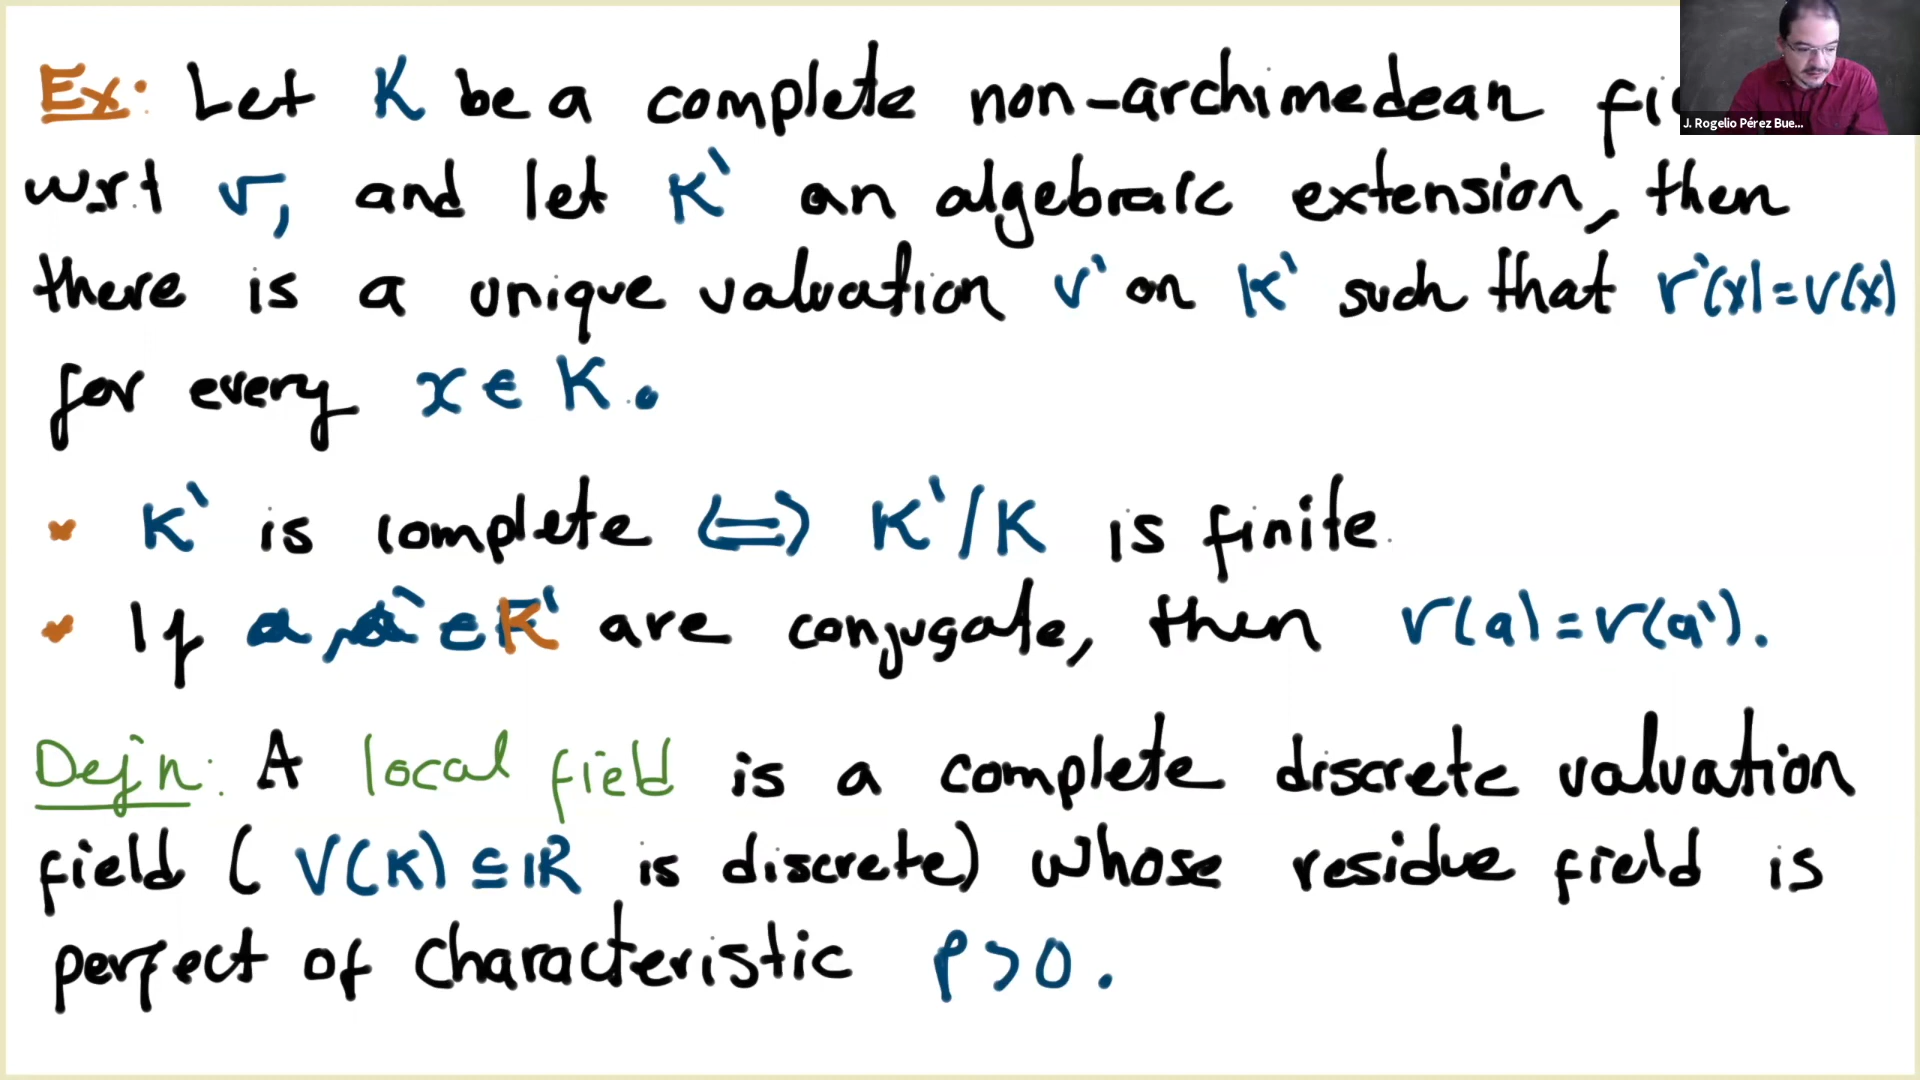 Ex: Let K be a complete non-archimedean
J. Rogelio Pérez Bue...
w.r.t v, and let K' an algebraic extension, then
there is a unique valuation v' on K' such that v'(x)=v(x)
for every x ∈ K.
* K' is complete ⟺ K'/K is finite.
* If a, a' ∈ K' are conjugate, then v(a)=v(a').
Defn: A local field is a complete discrete valuation
field (V(K) ⊆ ℝ is discrete) whose residue field is
perfect of characteristic p>0.